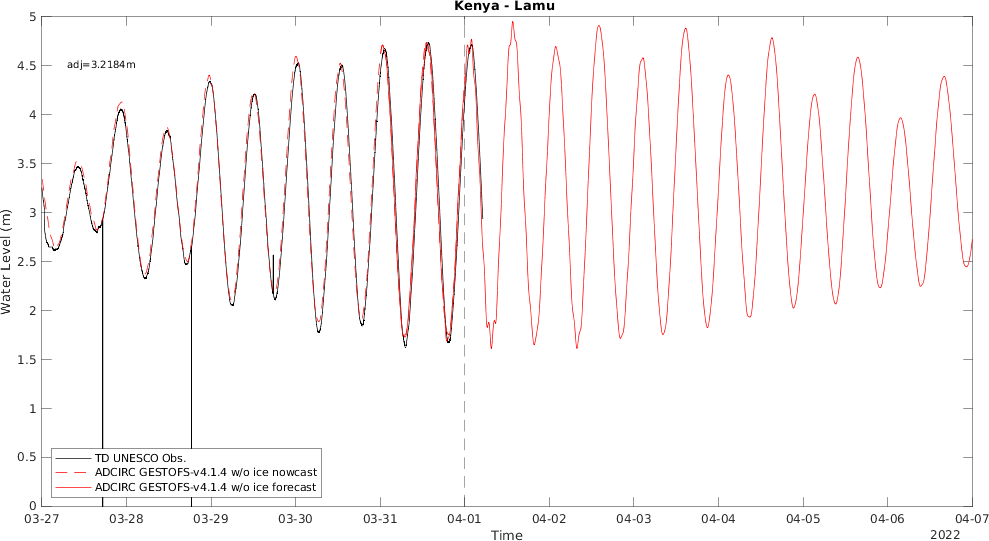 Kenya - Lamu
5
4.5
4
3.5
3
2.5
2
1.5
1
0.5
0
Water Level (m)
adj=3.2184m
TD UNESCO Obs.
ADCIRC GESTOFS-v4.1.4 w/o ice nowcast
ADCIRC GESTOFS-v4.1.4 w/o ice forecast
03-27 03-28 03-29 03-30 03-31 04-01 04-02 04-03 04-04 04-05 04-06 04-07
Time
2022